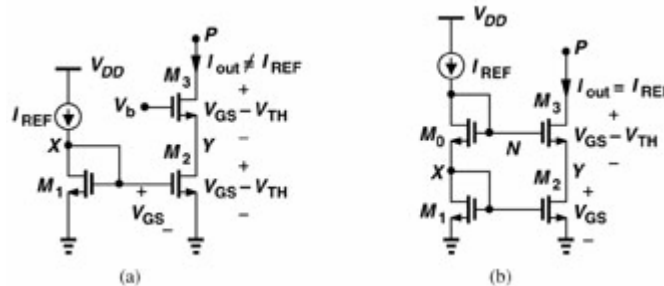 P
V_DD
M_3
I_out ≠ I_REF
+
I_REF
V_b
V_GS – V_TH
–
X
Y
M_2
+
M_1
+
V_GS – V_TH
V_GS –
–
(a)
P
V_DD
I_REF
I_out = I_REF
M_3
+
M_0
N
V_GS – V_TH
–
X
Y
M_2
+
M_1
V_GS
–
(b)